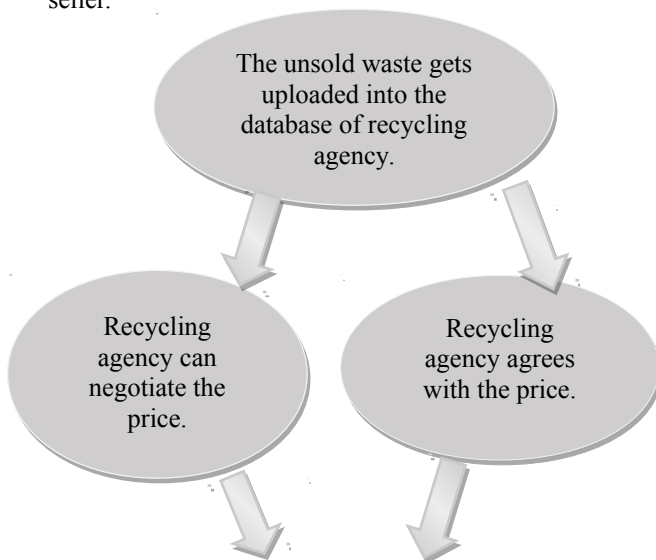 seller.
The unsold waste gets
uploaded into the
database of recycling
agency.
Recycling
agency can
negotiate the
price.
Recycling
agency agrees
with the price.